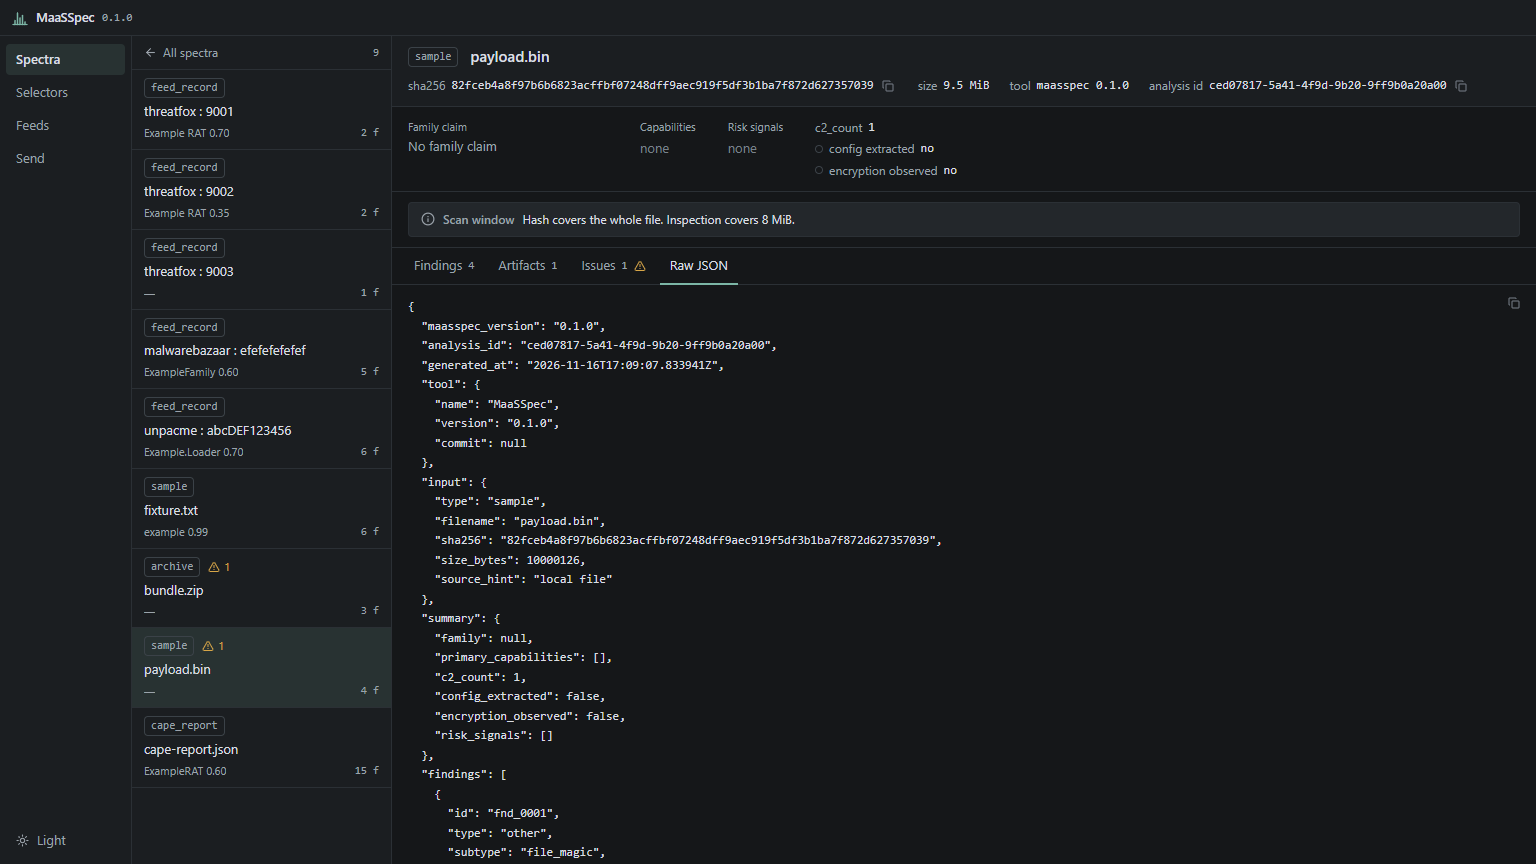 MaaSSpec 0.1.0
Spectra
Selectors
Feeds
Send
Light
All spectra 9
feed_record
threatfox : 9001
Example RAT 0.70 2 f
feed_record
threatfox : 9002
Example RAT 0.35 2 f
feed_record
threatfox : 9003
— 1 f
feed_record
malwarebazaar : efefefefefef
ExampleFamily 0.60 5 f
feed_record
unpacme : abcDEF123456
Example.Loader 0.70 6 f
sample
fixture.txt
example 0.99 6 f
archive 1
bundle.zip
— 3 f
sample 1
payload.bin
— 4 f
cape_report
cape-report.json
ExampleRAT 0.60 15 f
sample payload.bin
sha256 82fceb4a8f97b6b6823acffbf07248dff9aec919f5df3b1ba7f872d627357039 size 9.5 MiB tool maasspec 0.1.0 analysis id ced07817-5a41-4f9d-9b20-9ff9b0a20a00
Family claim
No family claim
Capabilities
none
Risk signals
none
c2_count 1
config extracted no
encryption observed no
Scan window Hash covers the whole file. Inspection covers 8 MiB.
Findings 4 Artifacts 1 Issues 1 Raw JSON
{
"maasspec_version": "0.1.0",
"analysis_id": "ced07817-5a41-4f9d-9b20-9ff9b0a20a00",
"generated_at": "2026-11-16T17:09:07.833941Z",
"tool": {
"name": "MaaSSpec",
"version": "0.1.0",
"commit": null
},
"input": {
"type": "sample",
"filename": "payload.bin",
"sha256": "82fceb4a8f97b6b6823acffbf07248dff9aec919f5df3b1ba7f872d627357039",
"size_bytes": 10000126,
"source_hint": "local file"
},
"summary": {
"family": null,
"primary_capabilities": [],
"c2_count": 1,
"config_extracted": false,
"encryption_observed": false,
"risk_signals": []
},
"findings": [
{
"id": "fnd_0001",
"type": "other",
"subtype": "file_magic",